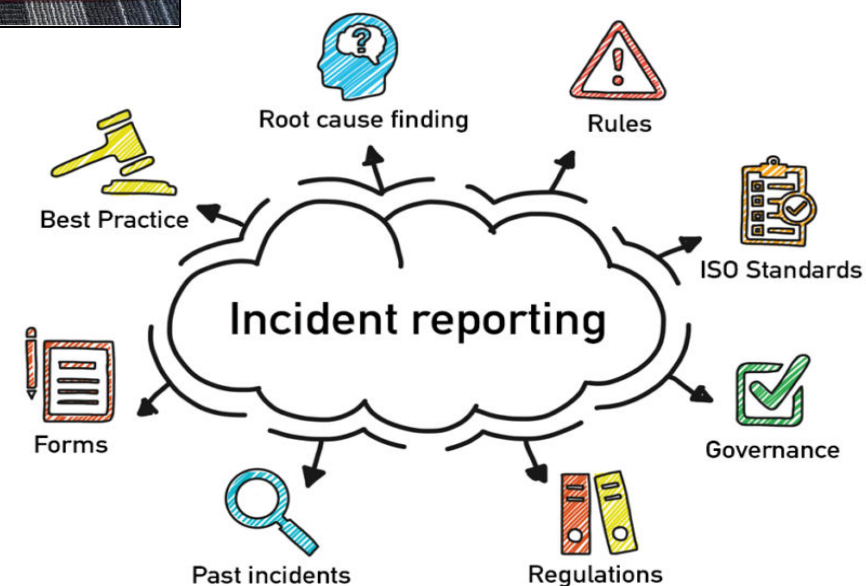 Root cause finding
Rules
Best Practice
ISO Standards
Incident reporting
Forms
Governance
Past incidents
Regulations